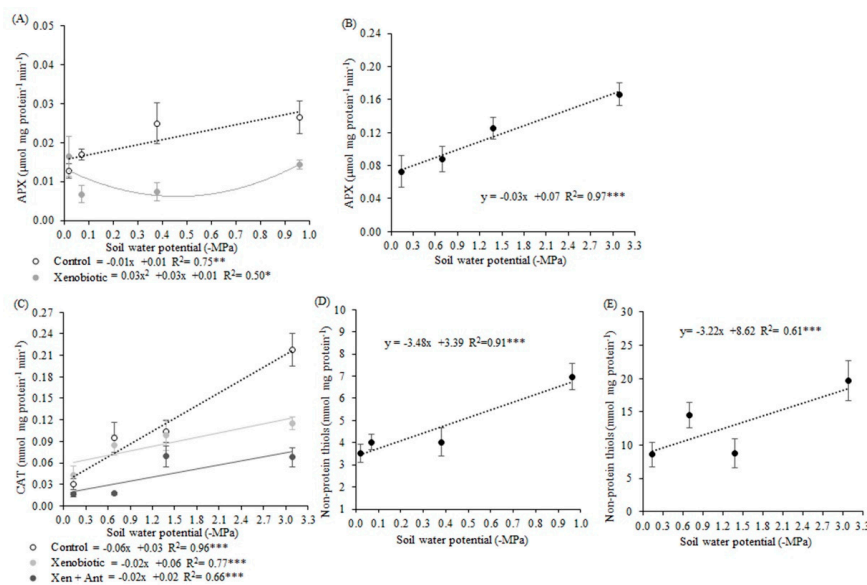 (A)
0.05
0.04
0.03
0.02
0.01
0.00
APX (µmol mg protein⁻¹ min⁻¹)
0.0 0.1 0.2 0.3 0.4 0.5 0.6 0.7 0.8 0.9 1.0
Soil water potential (-MPa)
Control = -0.01x +0.01 R²= 0.75**
Xenobiotic = 0.03x² +0.03x +0.01 R²= 0.50*
(B)
0.20
0.16
0.12
0.08
0.04
0.00
APX (µmol mg protein⁻¹ min⁻¹)
y = -0.03x +0.07 R²= 0.97***
0.0 0.3 0.6 0.9 1.2 1.5 1.8 2.1 2.4 2.7 3.0 3.3
Soil water potential (-MPa)
(C)
0.27
0.24
0.21
0.18
0.15
0.12
0.09
0.06
0.03
0.00
CAT (mmol mg protein⁻¹ min⁻¹)
0.0 0.3 0.6 0.9 1.2 1.5 1.8 2.1 2.4 2.7 3.0 3.3
Soil water potential (-MPa)
Control = -0.06x +0.03 R²= 0.96***
Xenobiotic = -0.02x +0.06 R²= 0.77***
Xen + Ant = -0.02x +0.02 R²= 0.66***
(D)
10
9
8
7
6
5
4
3
2
1
Non-protein thiols (mmol mg protein⁻¹)
y = -3.48x +3.39 R²=0.91***
0.0 0.1 0.2 0.3 0.4 0.5 0.6 0.7 0.8 0.9 1.0
Soil water potential (-MPa)
(E)
30
25
20
15
10
5
0
Non-protein thiols (mmol mg protein⁻¹)
y= -3.22x +8.62 R²= 0.61***
0.0 0.3 0.6 0.9 1.2 1.5 1.8 2.1 2.4 2.7 3.0 3.3
Soil water potential (-MPa)